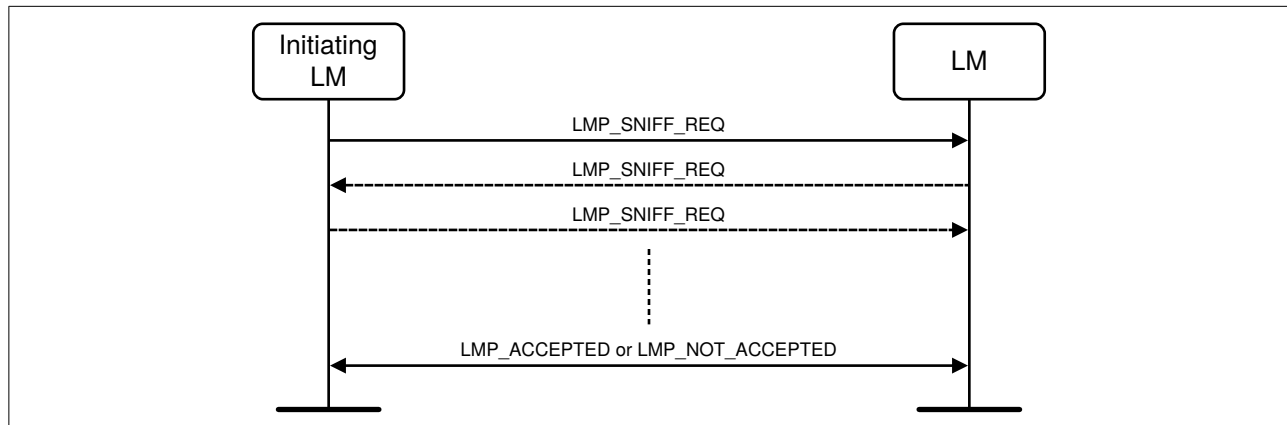 Initiating
LM
LM
LMP_SNIFF_REQ
LMP_SNIFF_REQ
LMP_SNIFF_REQ
LMP_ACCEPTED or LMP_NOT_ACCEPTED